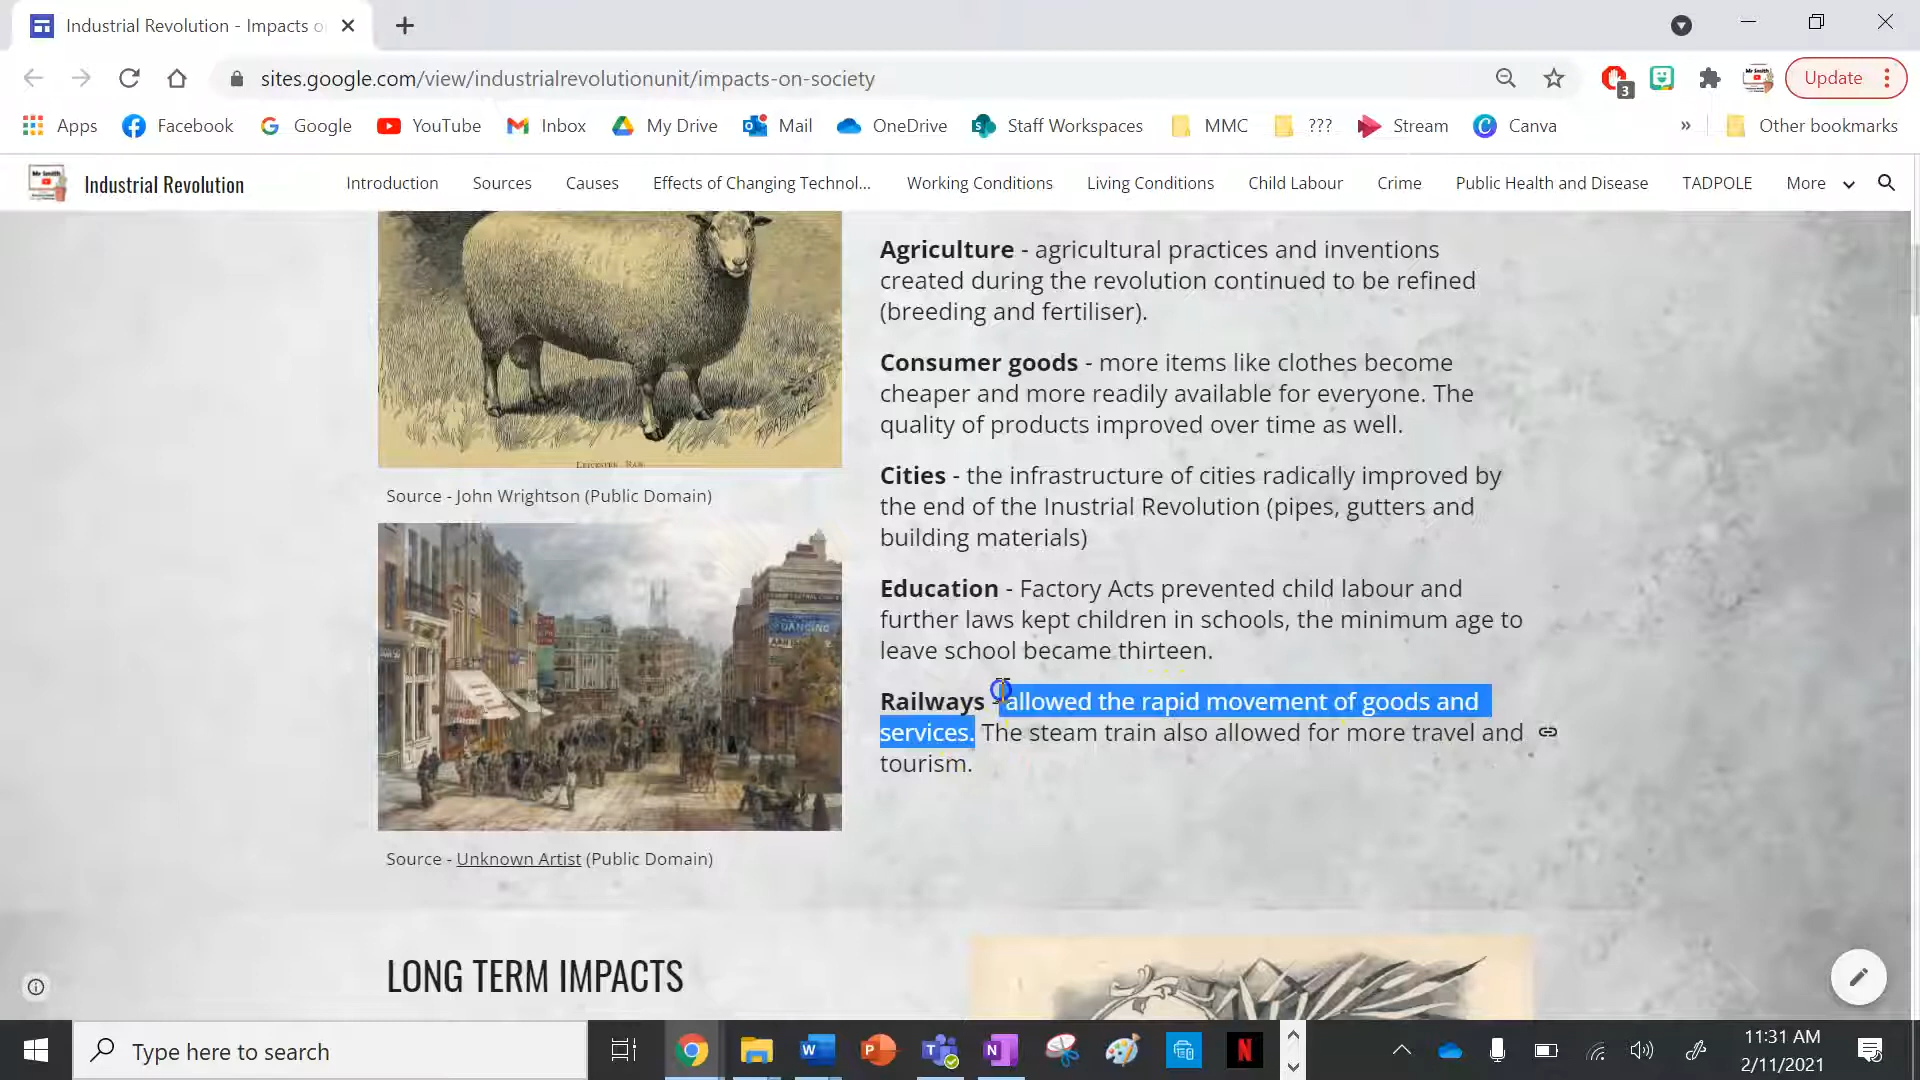 Industrial Revolution - Impacts o
sites.google.com/view/industrialrevolutionunit/impacts-on-society
3
Update
Apps
Facebook
Google
YouTube
Inbox
My Drive
Mail
OneDrive
Staff Workspaces
MMC
???
Stream
Canva
»
Other bookmarks
Mr Smith
Industrial Revolution
Introduction
Sources
Causes
Effects of Changing Technol...
Working Conditions
Living Conditions
Child Labour
Crime
Public Health and Disease
TADPOLE
More
LEICESTER RAM.
Source - John Wrightson (Public Domain)
DANCING
Source - Unknown Artist (Public Domain)
Agriculture - agricultural practices and inventions
created during the revolution continued to be refined
(breeding and fertiliser).
Consumer goods - more items like clothes become
cheaper and more readily available for everyone. The
quality of products improved over time as well.
Cities - the infrastructure of cities radically improved by
the end of the Inustrial Revolution (pipes, gutters and
building materials)
Education - Factory Acts prevented child labour and
further laws kept children in schools, the minimum age to
leave school became thirteen.
Railways - allowed the rapid movement of goods and
services. The steam train also allowed for more travel and
tourism.
LONG TERM IMPACTS
Type here to search
11:31 AM
2/11/2021